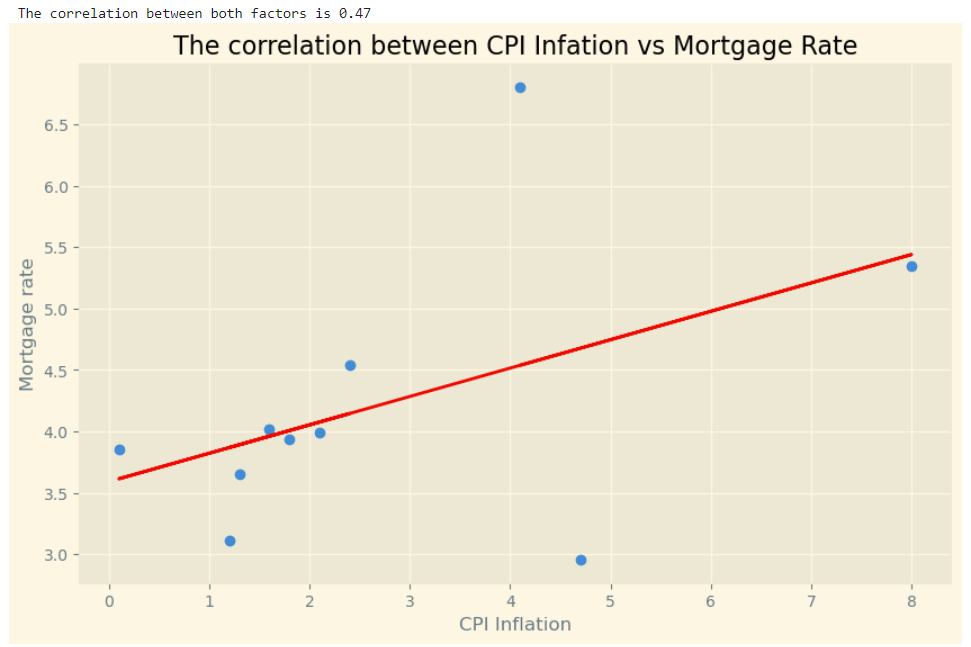 The correlation between both factors is 0.47
The correlation between CPI Infation vs Mortgage Rate
6.5
6.0
5.5
5.0
4.5
4.0
3.5
3.0
Mortgage rate
0 1 2 3 4 5 6 7 8
CPI Inflation